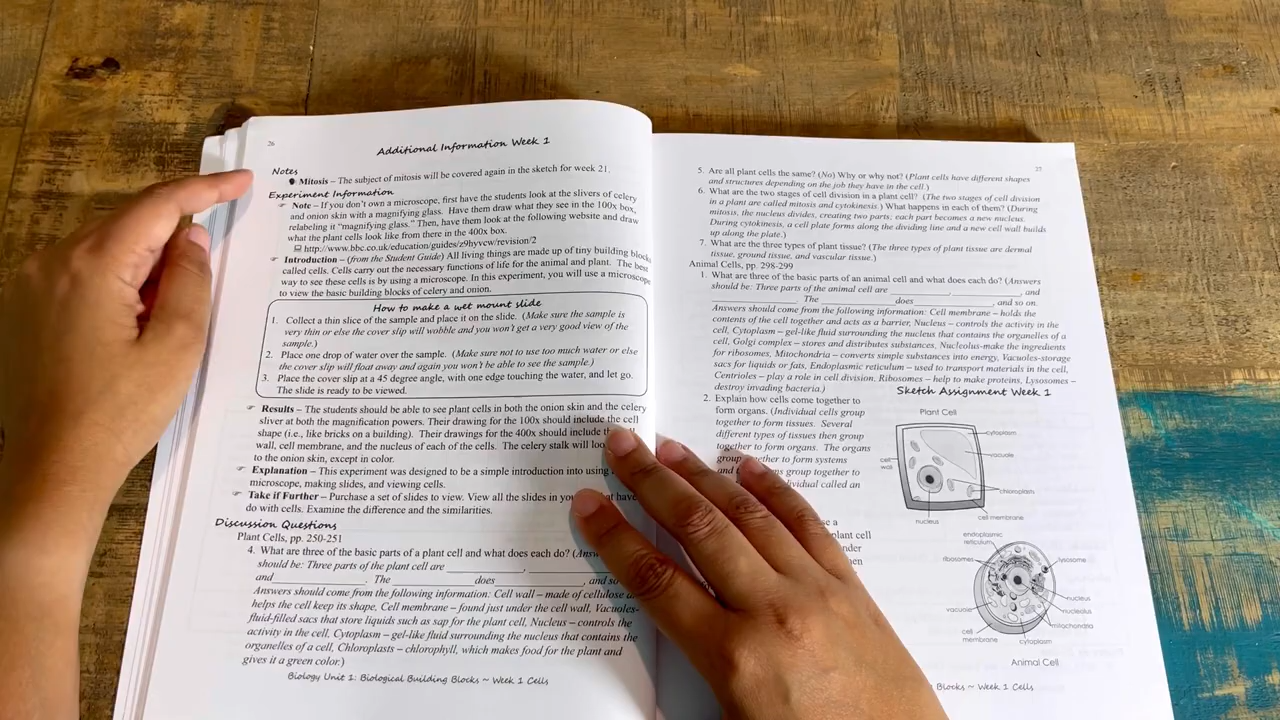 26
Additional Information Week 1
Notes
Mitosis – The subject of mitosis will be covered again in the sketch for week 21.
Experiment Information
Note – If you don't own a microscope, first have the students look at the slivers of celery
and onion skin with a magnifying glass. Have them draw what they see in the 100x box,
relabeling it "magnifying glass." Then, have them look at the following website and draw
what the plant cells look like from there in the 400x box.
http://www.bbc.co.uk/education/guides/z9hyvcw/revision/2
Introduction – (from the Student Guide) All living things are made up of tiny building blocks
called cells. Cells carry out the necessary functions of life for the animal and plant. The best
way to see these cells is by using a microscope. In this experiment, you will use a microscope
to view the basic building blocks of celery and onion.
How to make a wet mount slide
1. Collect a thin slice of the sample and place it on the slide. (Make sure the sample is
very thin or else the cover slip will wobble and you won't get a very good view of the
sample.)
2. Place one drop of water over the sample. (Make sure not to use too much water or else
the cover slip will float away and again you won't be able to see the sample.)
3. Place the cover slip at a 45 degree angle, with one edge touching the water, and let go.
The slide is ready to be viewed.
Results – The students should be able to see plant cells in both the onion skin and the celery
sliver at both the magnification powers. Their drawing for the 100x should include the cell
shape (i.e., like bricks on a building). Their drawings for the 400x should include
wall, cell membrane, and the nucleus of each of the cells. The celery stalk will
to the onion skin, except in color.
Explanation – This experiment was designed to be a simple introduction into using
microscope, making slides, and viewing cells.
Take if Further – Purchase a set of slides to view. View all the slides in have
do with cells. Examine the difference and the similarities.
Discussion Questions
Plant Cells, pp. 250-251
4. What are three of the basic parts of a plant cell and what does each do?
should be: Three parts of the plant cell are ____________, ____________,
and____________. The ____________ does ____________, and so
Answers should come from the following information: Cell wall – made of cellulose
helps the cell keep its shape, Cell membrane – found just under the cell wall, Vacuoles-
fluid-filled sacs that store liquids such as sap for the plant cell, Nucleus – controls the
activity in the cell, Cytoplasm – gel-like fluid surrounding the nucleus that contains the
organelles of a cell, Chloroplasts – chlorophyll, which makes food for the plant and
gives it a green color.)
Biology Unit 1: Biological Building Blocks ~ Week 1 Cells
5. Are all plant cells the same? (No) Why or why not? (Plant cells have different shapes
and structures depending on the job they have in the cell.)
6. What are the two stages of cell division in a plant cell? (The two stages of cell division
in a plant are called mitosis and cytokinesis.) What happens in each of them? (During
mitosis, the nucleus divides, creating two parts; each part becomes a new nucleus.
During cytokinesis, a cell plate forms along the dividing line and a new cell wall builds
up along the plate.)
7. What are the three types of plant tissue? (The three types of plant tissue are dermal
tissue, ground tissue, and vascular tissue.)
Animal Cells, pp. 298-299
1. What are three of the basic parts of an animal cell and what does each do? (Answers
should be: Three parts of the animal cell are ____________, ____________, and
____________. The ____________ does ____________, and so on.
Answers should come from the following information: Cell membrane – holds the
contents of the cell together and acts as a barrier, Nucleus – controls the activity in the
cell, Cytoplasm – gel-like fluid surrounding the nucleus that contains the organelles of a
cell, Golgi complex – stores and distributes substances, Nucleolus-make the ingredients
for ribosomes, Mitochondria – converts simple substances into energy, Vacuoles-storage
sacs for liquids or fats, Endoplasmic reticulum – used to transport materials in the cell,
Centrioles – play a role in cell division, Ribosomes – help to make proteins, Lysosomes –
destroy invading bacteria.)
2. Explain how cells come together to
form organs. (Individual cells group
together to form tissues. Several
different types of tissues then group
together to form organs. The organs
group together to form systems
and group together to
called an
a
plant cell
Sketch Assignment Week 1
Plant Cell
cytoplasm
vacuole
cell
wall
chloroplasts
cell membrane
nucleus
endoplasmic
reticulum
ribosomes
lysosome
nucleus
nucleolus
mitochondria
vacuole
cell
membrane
cytoplasm
Animal Cell
Blocks ~ Week 1 Cells